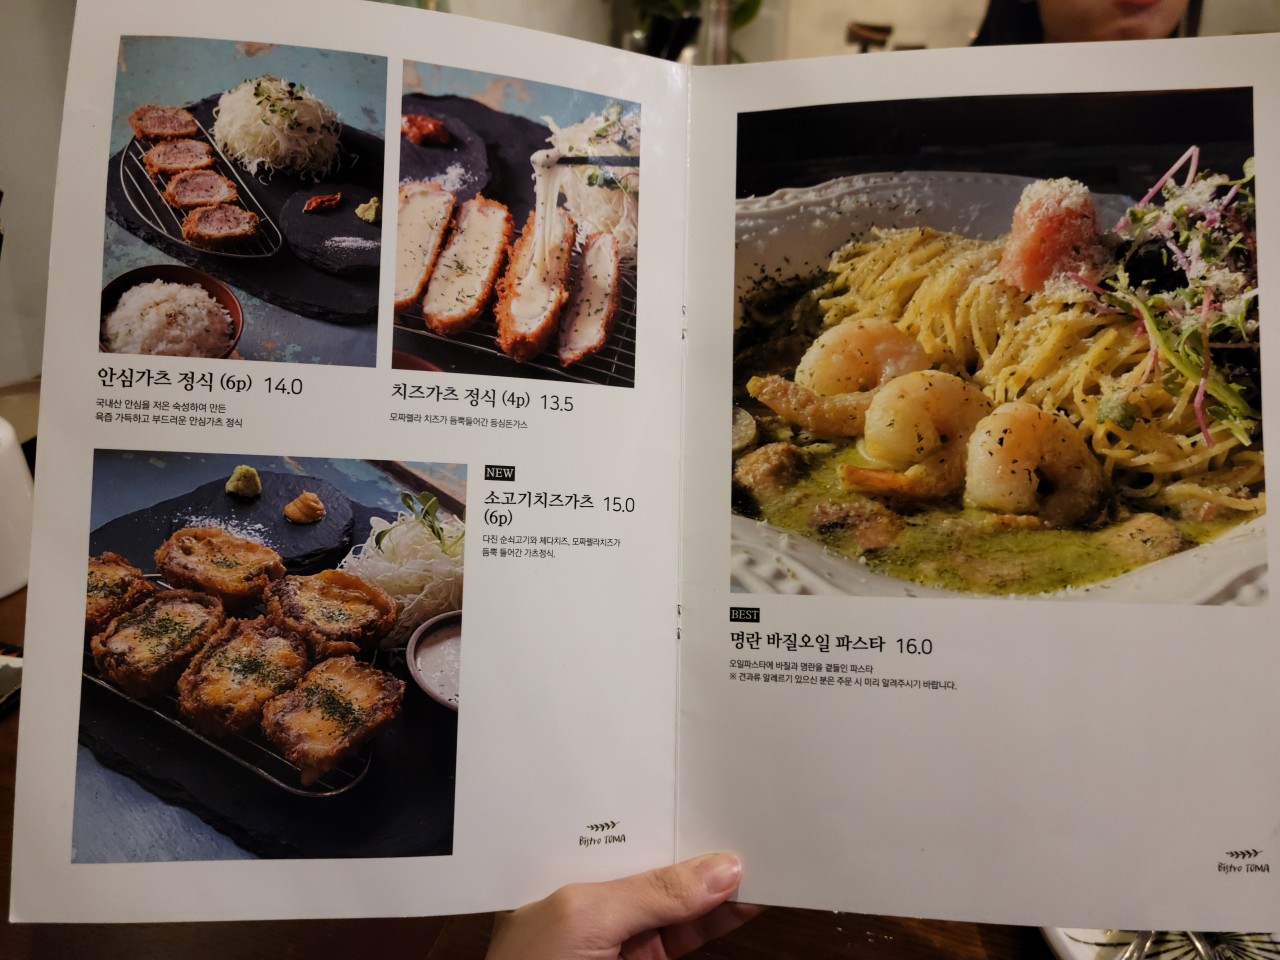 안심가츠 정식 (6p) 14.0
국내산 안심을 저온 숙성하여 만든
육즙 가득하고 부드러운 안심가츠 정식
치즈가츠 정식 (4p) 13.5
모짜렐라 치즈가 듬뿍들어간 등심돈가스
NEW
소고기치즈가츠 15.0
(6p)
다진 순쇠고기와 체다치즈, 모짜렐라치즈가
듬뿍 들어간 가츠정식.
Bistro TOMA
BEST
명란 바질오일 파스타 16.0
오일파스타에 바질과 명란을 곁들인 파스타
※ 견과류 알레르기 있으신 분은 주문 시 미리 알려주시기 바랍니다.
Bistro TOMA